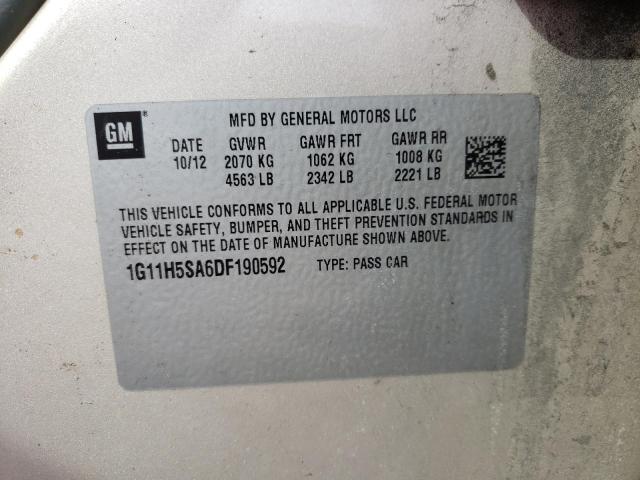 GM ® MFD BY GENERAL MOTORS LLC
DATE GVWR GAWR FRT GAWR RR
10/12 2070 KG 1062 KG 1008 KG
4563 LB 2342 LB 2221 LB
THIS VEHICLE CONFORMS TO ALL APPLICABLE U.S. FEDERAL MOTOR
VEHICLE SAFETY, BUMPER, AND THEFT PREVENTION STANDARDS IN
EFFECT ON THE DATE OF MANUFACTURE SHOWN ABOVE.
1G11H5SA6DF190592 TYPE: PASS CAR